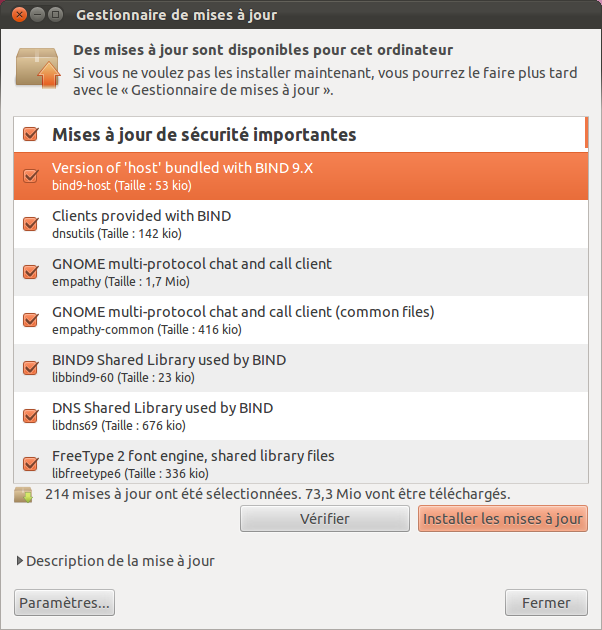 Gestionnaire de mises à jour
Des mises à jour sont disponibles pour cet ordinateur
Si vous ne voulez pas les installer maintenant, vous pourrez le faire plus tard
avec le « Gestionnaire de mises à jour ».
Mises à jour de sécurité importantes
Version of 'host' bundled with BIND 9.X
bind9-host (Taille : 53 kio)
Clients provided with BIND
dnsutils (Taille : 142 kio)
GNOME multi-protocol chat and call client
empathy (Taille : 1,7 Mio)
GNOME multi-protocol chat and call client (common files)
empathy-common (Taille : 416 kio)
BIND9 Shared Library used by BIND
libbind9-60 (Taille : 23 kio)
DNS Shared Library used by BIND
libdns69 (Taille : 676 kio)
FreeType 2 font engine, shared library files
libfreetype6 (Taille : 336 kio)
214 mises à jour ont été sélectionnées. 73,3 Mio vont être téléchargés.
Vérifier
Installer les mises à jour
Description de la mise à jour
Paramètres...
Fermer